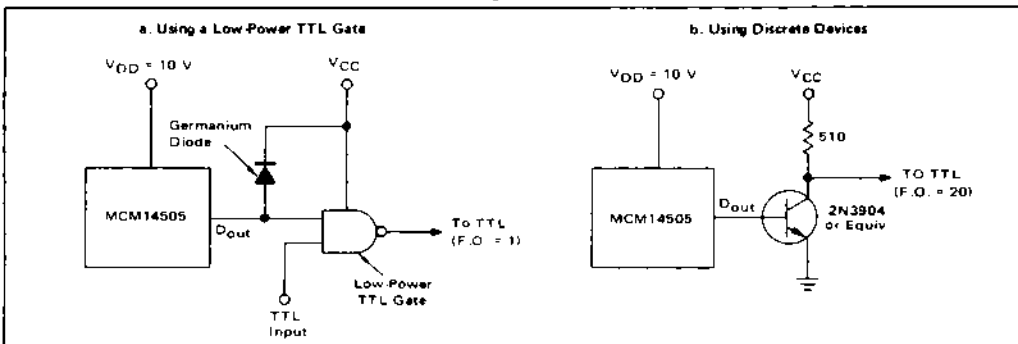 a. Using a Low-Power TTL Gate
VDD = 10 V
VCC
Germanium
Diode
MCM14505
Dout
To TTL
(F.O. = 1)
Low-Power
TTL Gate
TTL
Input
b. Using Discrete Devices
VDD = 10 V
VCC
510
TO TTL
(F.O. = 20)
MCM14505
Dout
2N3904
or Equiv